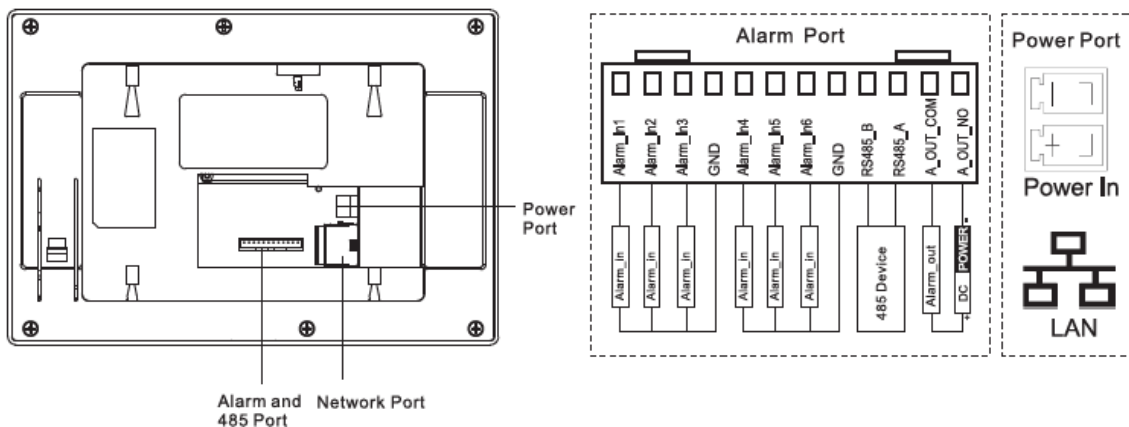 Power
Port
Alarm and
485 Port
Network Port
Alarm Port
Alarm_In1
Alarm_In2
Alarm_In3
GND
Alarm_In4
Alarm_In5
Alarm_In6
GND
RS485_B
RS485_A
A_OUT_COM
A_OUT_NO
Alarm_in
Alarm_in
Alarm_in
Alarm_in
Alarm_in
Alarm_in
485 Device
Alarm_out
+ DC POWER -
Power Port
- +
Power In
LAN